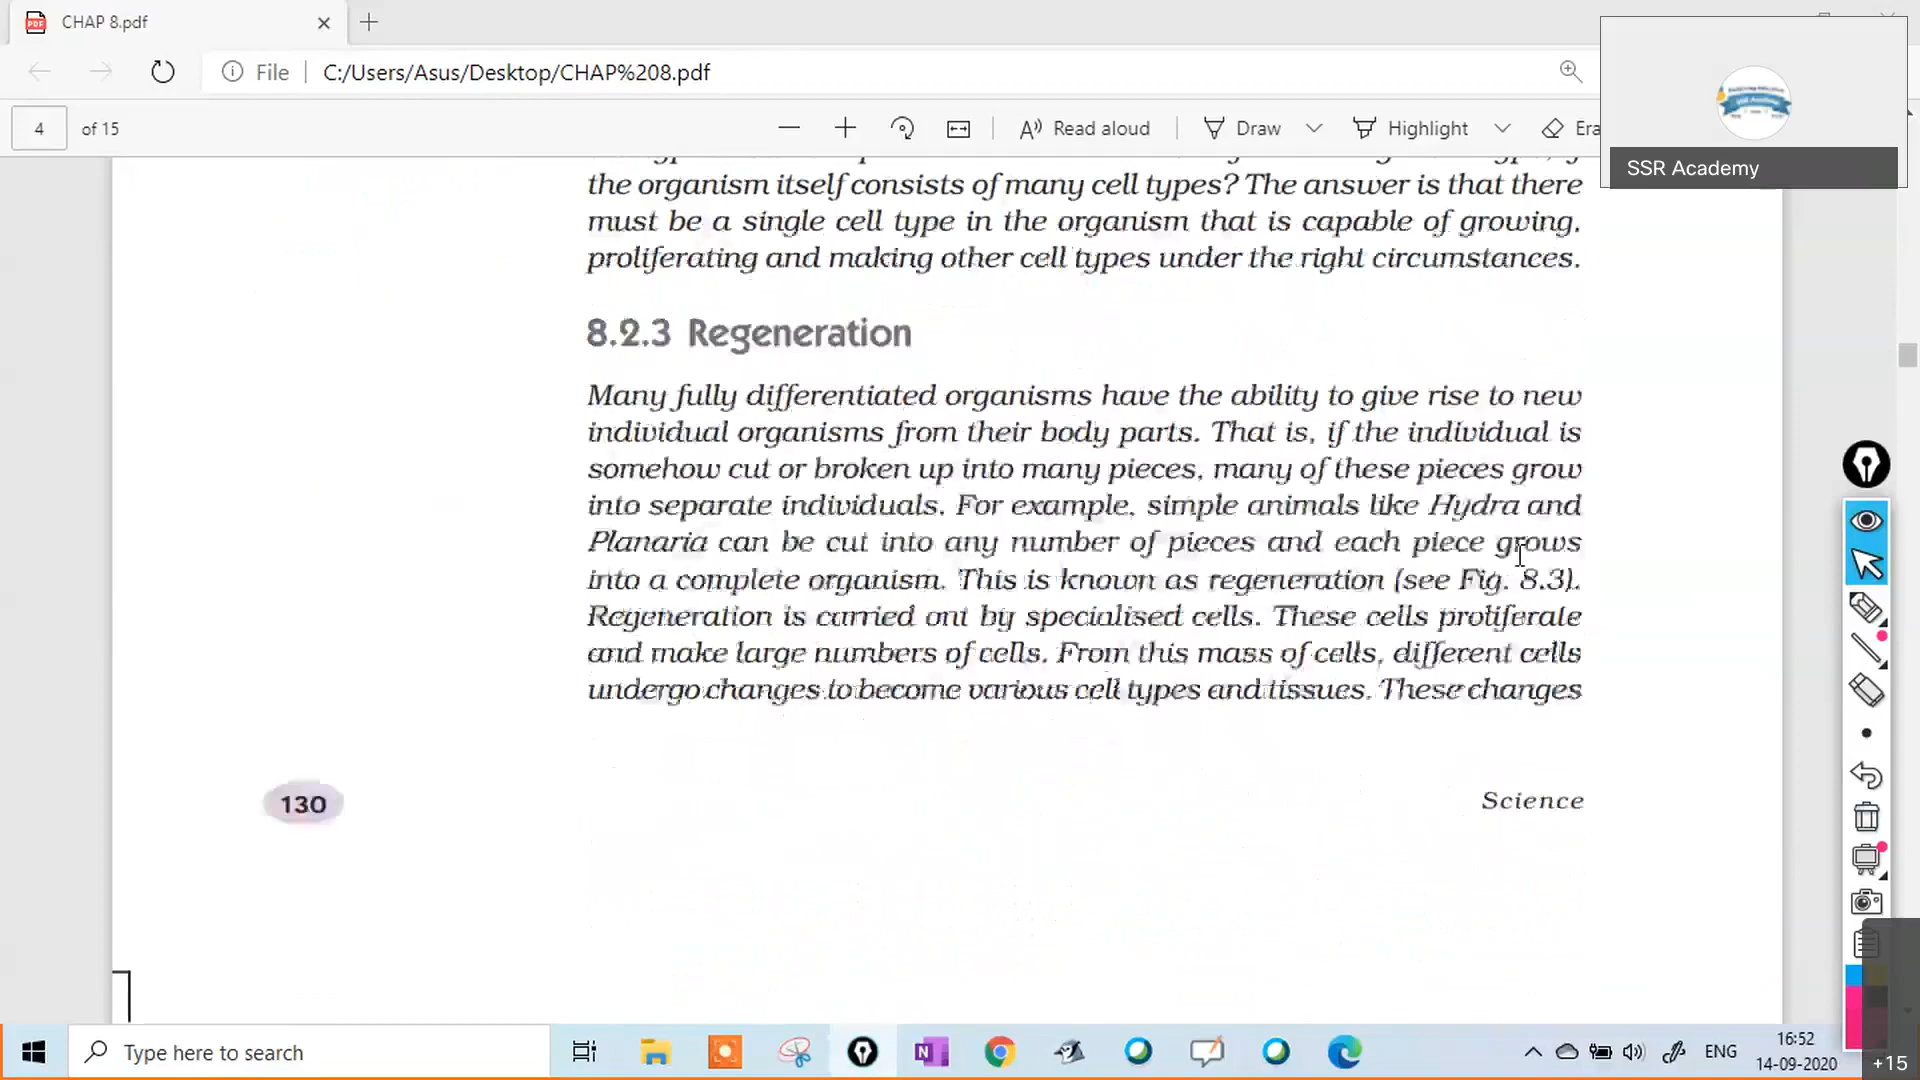 CHAP 8.pdf
File
C:/Users/Asus/Desktop/CHAP%208.pdf
4 of 15
Read aloud
Draw
Highlight
Era
SSR Academy
the organism itself consists of many cell types? The answer is that there
must be a single cell type in the organism that is capable of growing,
proliferating and making other cell types under the right circumstances.
8.2.3 Regeneration
Many fully differentiated organisms have the ability to give rise to new
individual organisms from their body parts. That is, if the individual is
somehow cut or broken up into many pieces, many of these pieces grow
into separate individuals. For example, simple animals like Hydra and
Planaria can be cut into any number of pieces and each piece grows
into a complete organism. This is known as regeneration (see Fig. 8.3).
Regeneration is carried out by specialised cells. These cells proliferate
and make large numbers of cells. From this mass of cells, different cells
undergo changes to become various cell types and tissues. These changes
130
Science
Type here to search
ENG
16:52
14-09-2020
+15